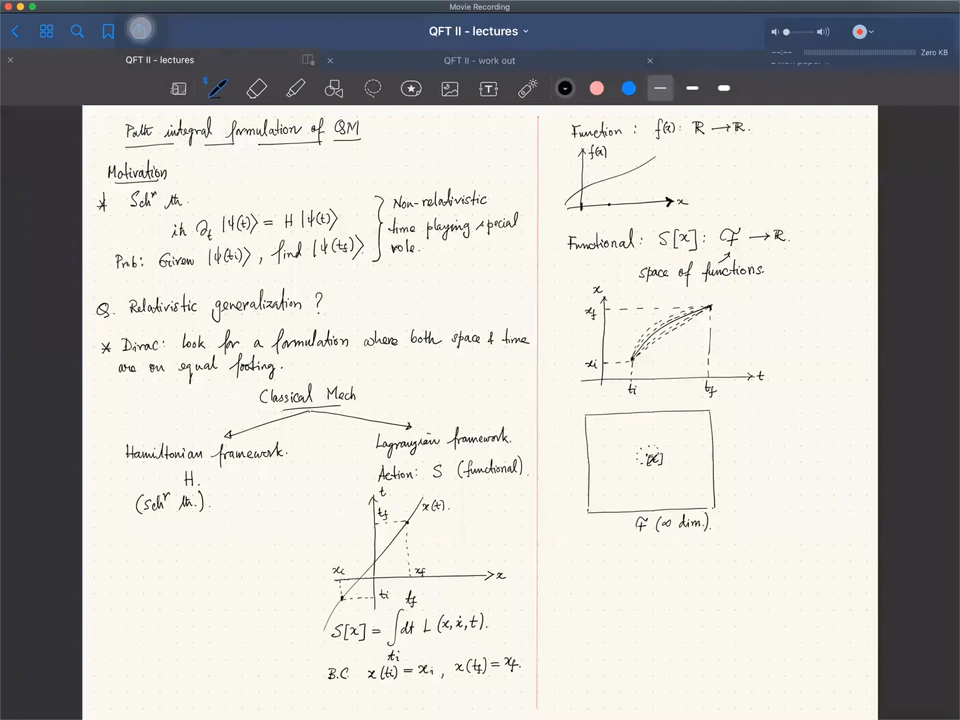 Movie Recording
QFT II - lectures
Zero KB
QFT II - lectures
QFT II - work out
Path integral formulation of QM
Motivation
* Schr th.
iħ ∂t |ψ(t)⟩ = H |ψ(t)⟩
Prob: Given |ψ(ti)⟩, find |ψ(tf)⟩.
Non-relativistic
time playing special
role.
Q. Relativistic generalization ?
* Dirac: Look for a formulation where both space & time
are on equal footing.
Classical Mech
Hamiltonian framework.
H.
(Schr th.).
Lagrangian framework.
Action: S (functional).
t
tf
x(t).
xi
xf
x
ti
tf
S[x] = ∫dt L (x, ẋ, t).
ti
B.C. x(ti) = xi, x(tf) = xf.
Function : f(x): ℝ → ℝ.
f(x)
x
Functional: S[x]: F → ℝ.
space of functions.
x
xf
xi
ti
tf
t
[x]
F (∞ dim.).